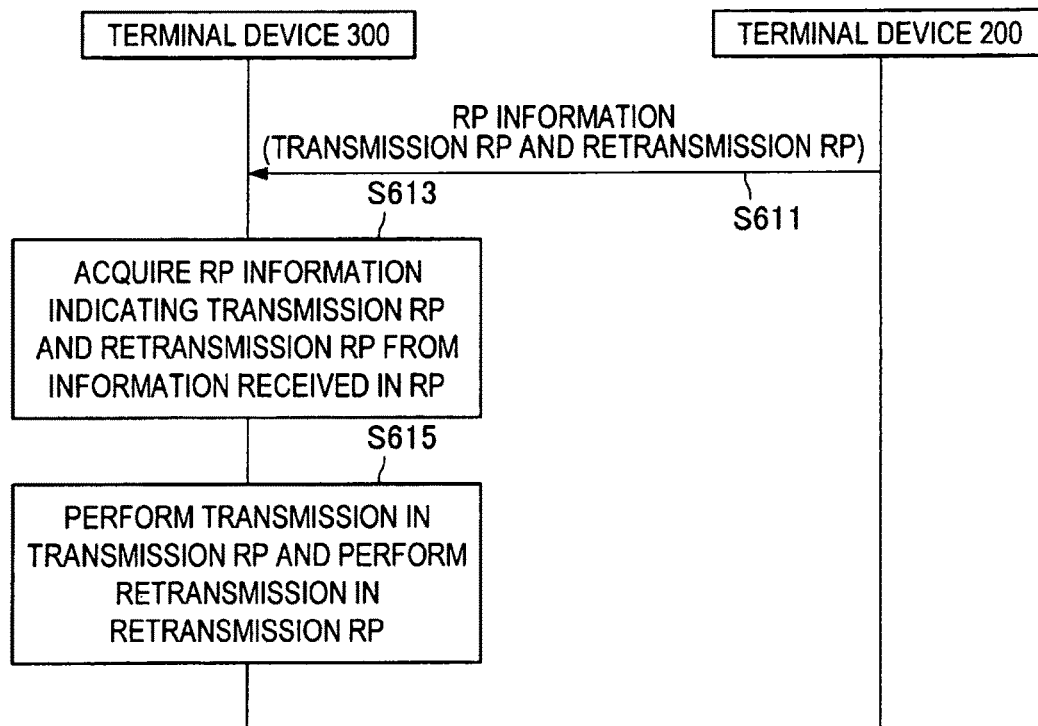 TERMINAL DEVICE 300
TERMINAL DEVICE 200
RP INFORMATION
(TRANSMISSION RP AND RETRANSMISSION RP)
S611
S613
ACQUIRE RP INFORMATION
INDICATING TRANSMISSION RP
AND RETRANSMISSION RP FROM
INFORMATION RECEIVED IN RP
S615
PERFORM TRANSMISSION IN
TRANSMISSION RP AND PERFORM
RETRANSMISSION IN
RETRANSMISSION RP